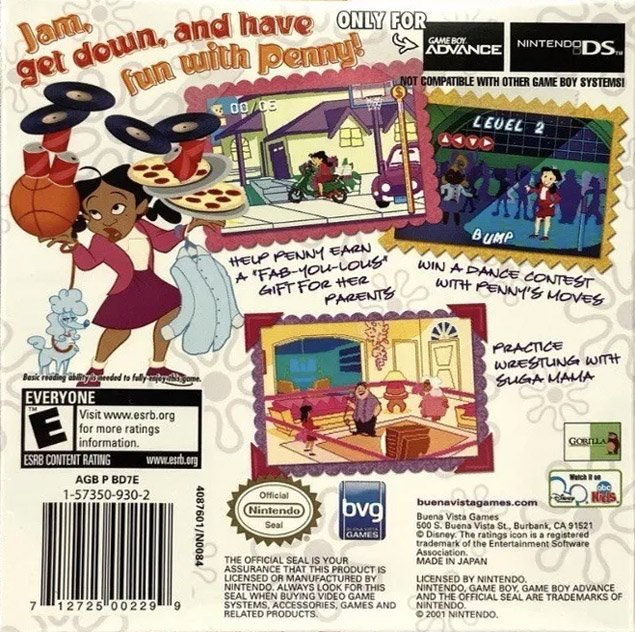 Jam,
get down, and have
fun with Penny!
ONLY FOR
GAME BOY
ADVANCE
NINTENDO DS™
NOT COMPATIBLE WITH OTHER GAME BOY SYSTEMS!
00/05
$
LEVEL 2
BUMP
HELP PENNY EARN
A "FAB-YOU-LOUS"
GIFT FOR HER
PARENTS
WIN A DANCE CONTEST
WITH PENNY'S MOVES
PRACTICE
WRESTLING WITH
SUGA MAMA
Basic reading ability is needed to fully enjoy this game.
EVERYONE
TM
E
Visit www.esrb.org
for more ratings
information.
ESRB CONTENT RATING www.esrb.org
AGB P BD7E
1-57350-930-2
7 12725 00229 9
4097601/N0084
Official
Nintendo
Seal
THE OFFICIAL SEAL IS YOUR
ASSURANCE THAT THIS PRODUCT IS
LICENSED OR MANUFACTURED BY
NINTENDO. ALWAYS LOOK FOR THIS
SEAL WHEN BUYING VIDEO GAME
SYSTEMS, ACCESSORIES, GAMES AND
RELATED PRODUCTS.
bvg
BUENA VISTA
GAMES
GORILLA
Watch it on
Disney
abc
Kids
buenavistagames.com
Buena Vista Games
500 S. Buena Vista St., Burbank, CA 91521
© Disney. The ratings icon is a registered
trademark of the Entertainment Software
Association.
MADE IN JAPAN
LICENSED BY NINTENDO.
NINTENDO, GAME BOY, GAME BOY ADVANCE
AND THE OFFICIAL SEAL ARE TRADEMARKS OF
NINTENDO.
© 2001 NINTENDO.